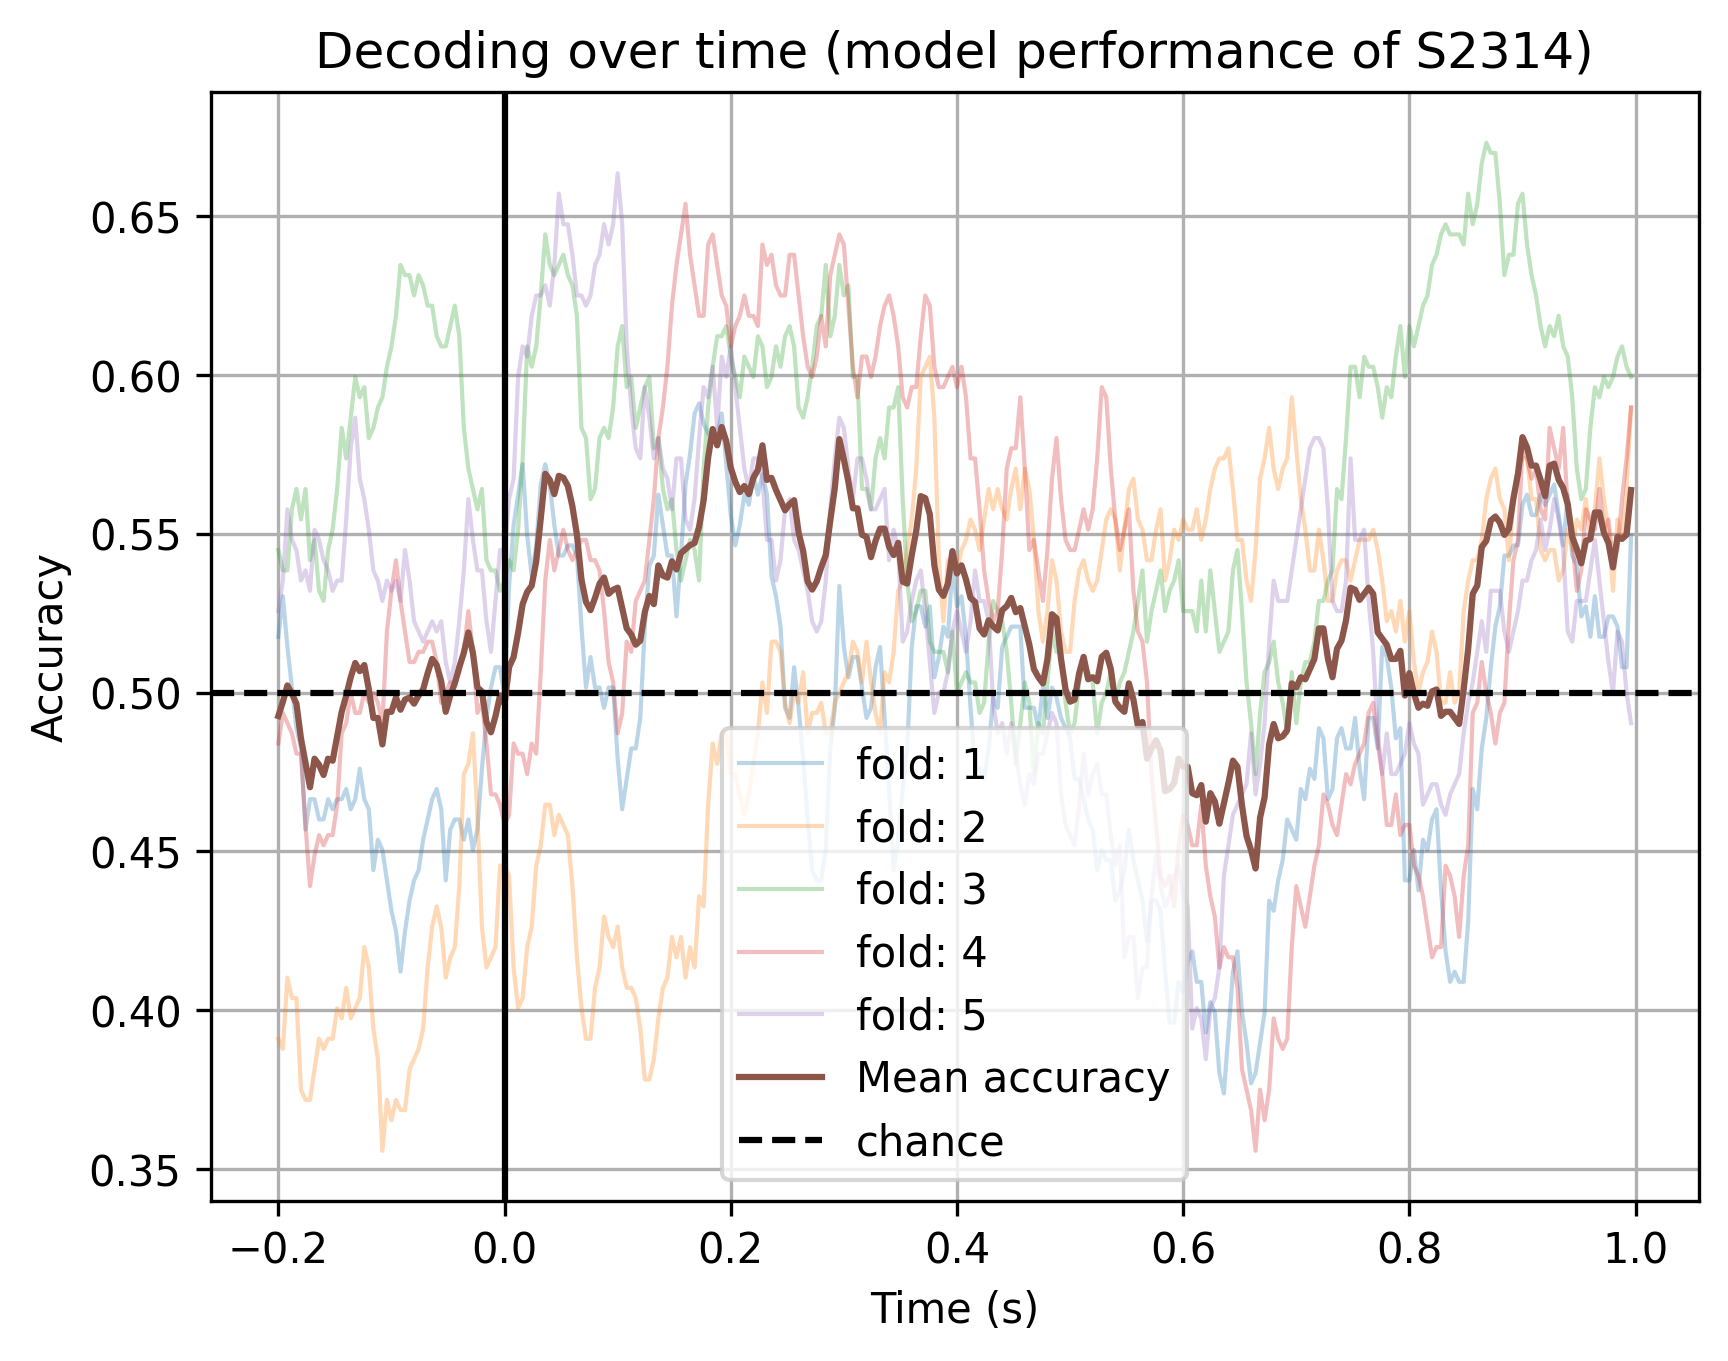 Decoding over time (model performance of S2314)
Accuracy
0.65
0.60
0.55
0.50
0.45
0.40
0.35
fold: 1
fold: 2
fold: 3
fold: 4
fold: 5
Mean accuracy
chance
−0.2 0.0 0.2 0.4 0.6 0.8 1.0
Time (s)